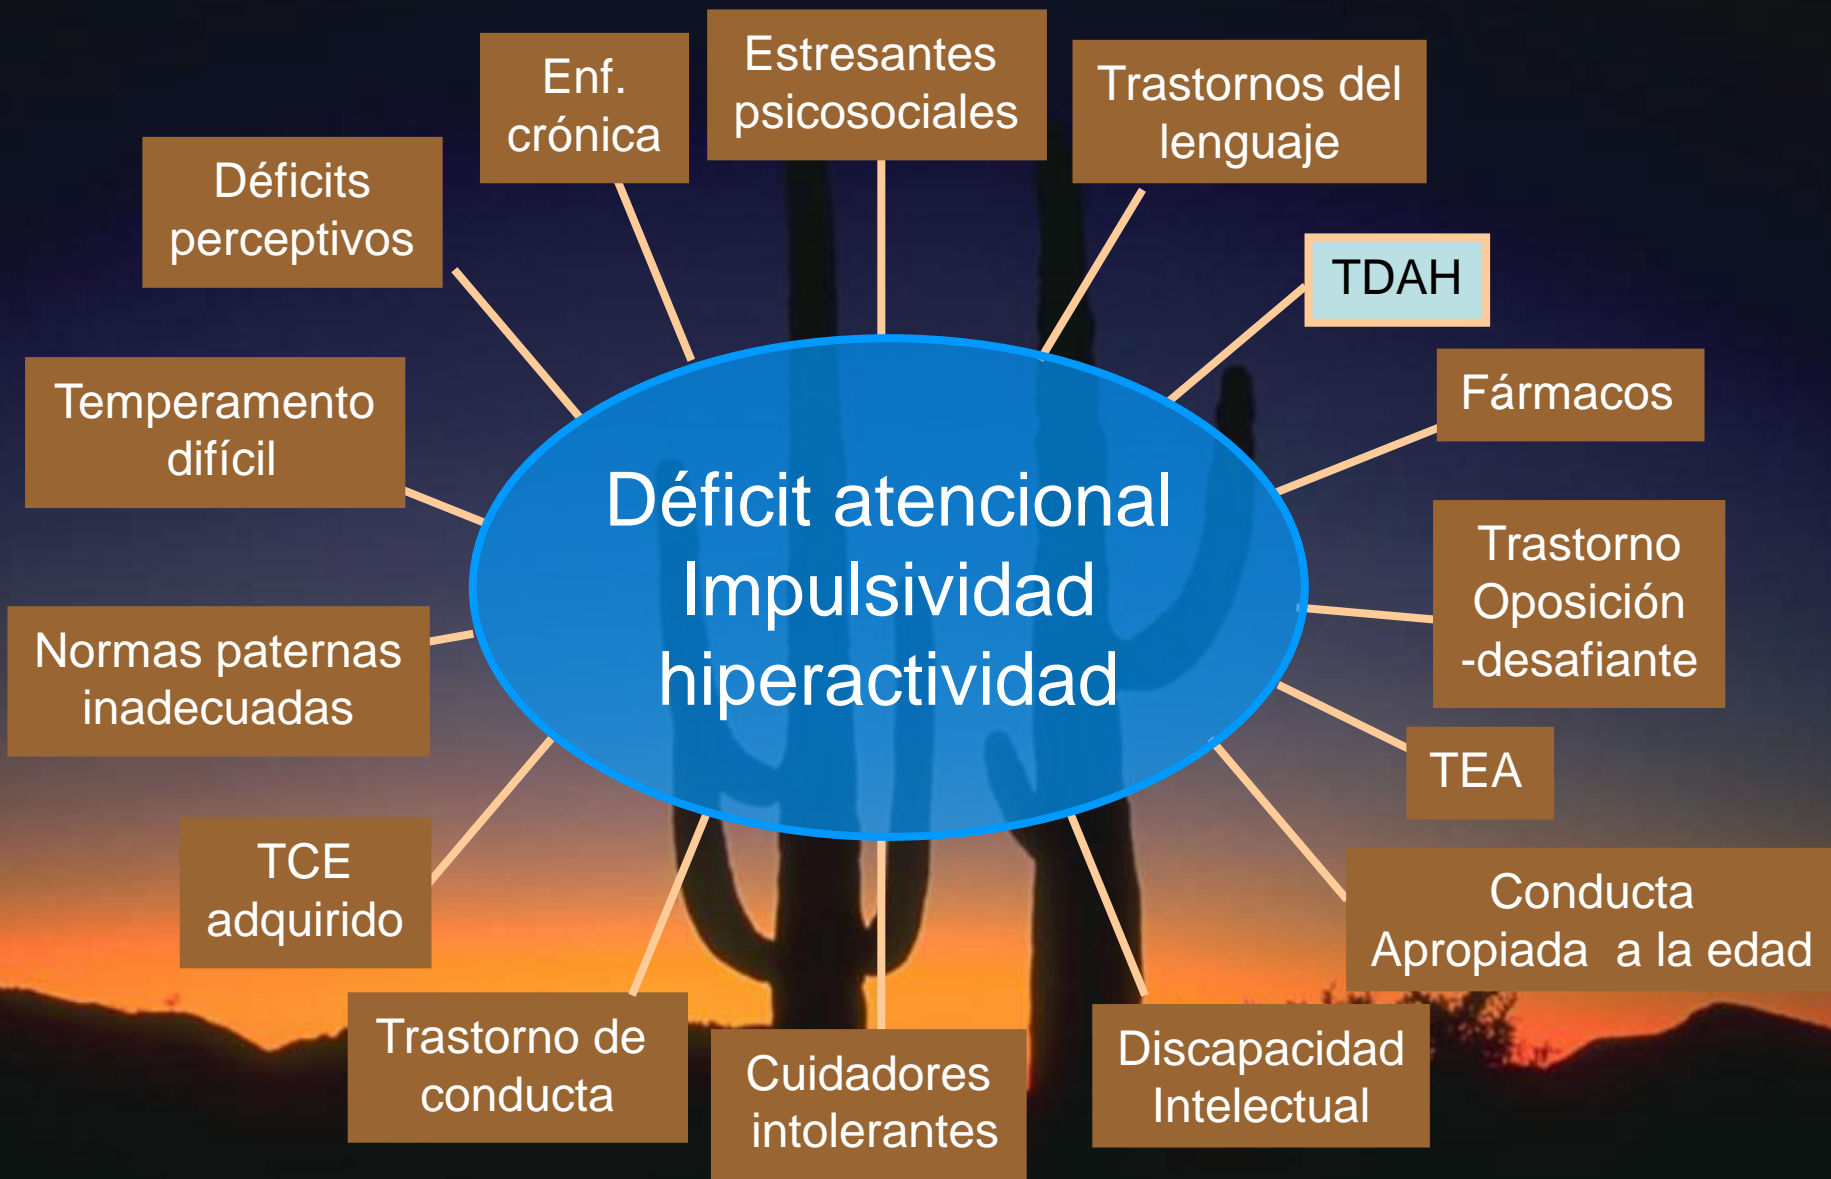 Estresantes
psicosociales
Enf.
crónica
Trastornos del
lenguaje
Déficits
perceptivos
TDAH
Temperamento
difícil
Fármacos
Déficit atencional
Impulsividad
hiperactividad
Trastorno
Oposición
-desafiante
Normas paternas
inadecuadas
TEA
TCE
adquirido
Conducta
Apropiada a la edad
Trastorno de
conducta
Cuidadores
intolerantes
Discapacidad
Intelectual